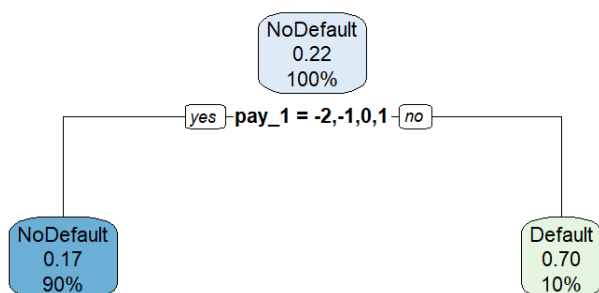 NoDefault
0.22
100%
yes pay_1 = -2,-1,0,1 no
NoDefault
0.17
90%
Default
0.70
10%